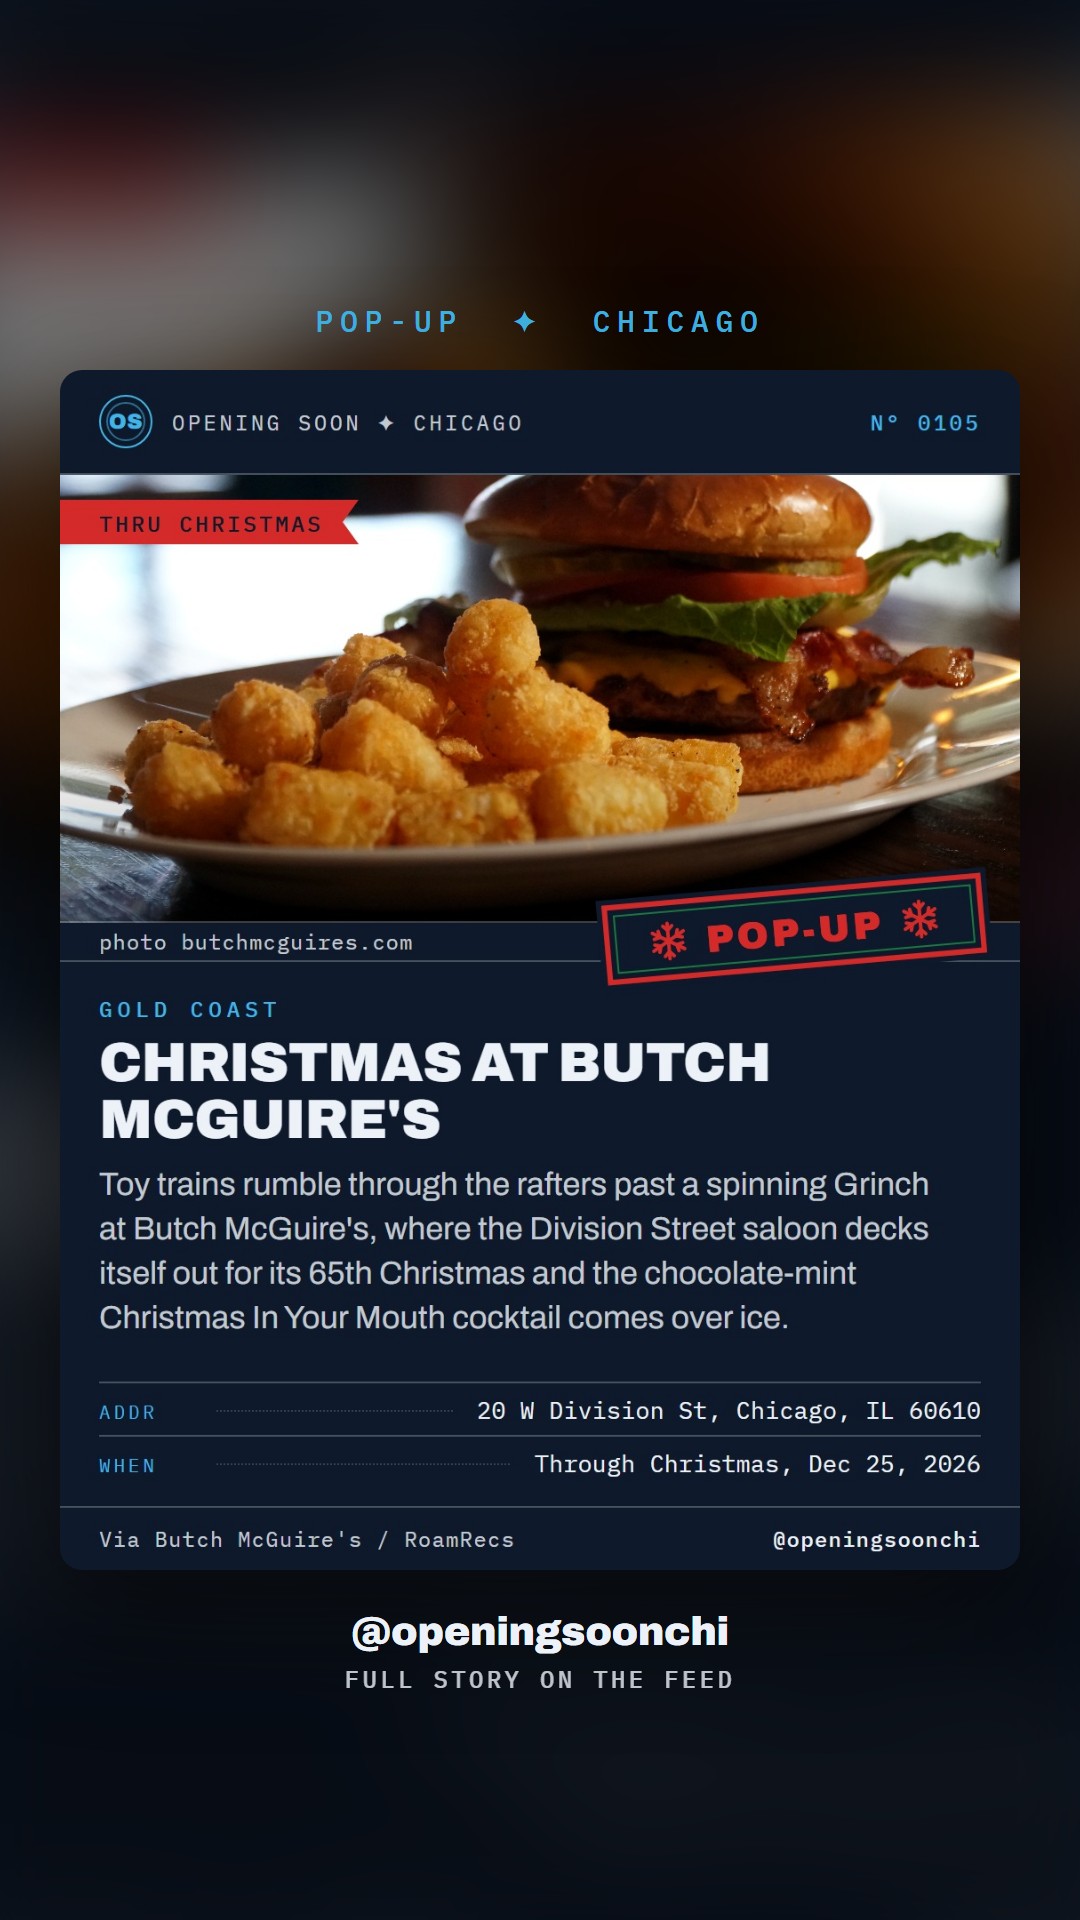 POP-UP ✦ CHICAGO
OS OPENING SOON ✦ CHICAGO N° 0105
THRU CHRISTMAS
POP-UP
photo butchmcguires.com
GOLD COAST
CHRISTMAS AT BUTCH
MCGUIRE'S
Toy trains rumble through the rafters past a spinning Grinch
at Butch McGuire's, where the Division Street saloon decks
itself out for its 65th Christmas and the chocolate-mint
Christmas In Your Mouth cocktail comes over ice.
ADDR 20 W Division St, Chicago, IL 60610
WHEN Through Christmas, Dec 25, 2026
Via Butch McGuire's / RoamRecs @openingsoonchi
@openingsoonchi
FULL STORY ON THE FEED